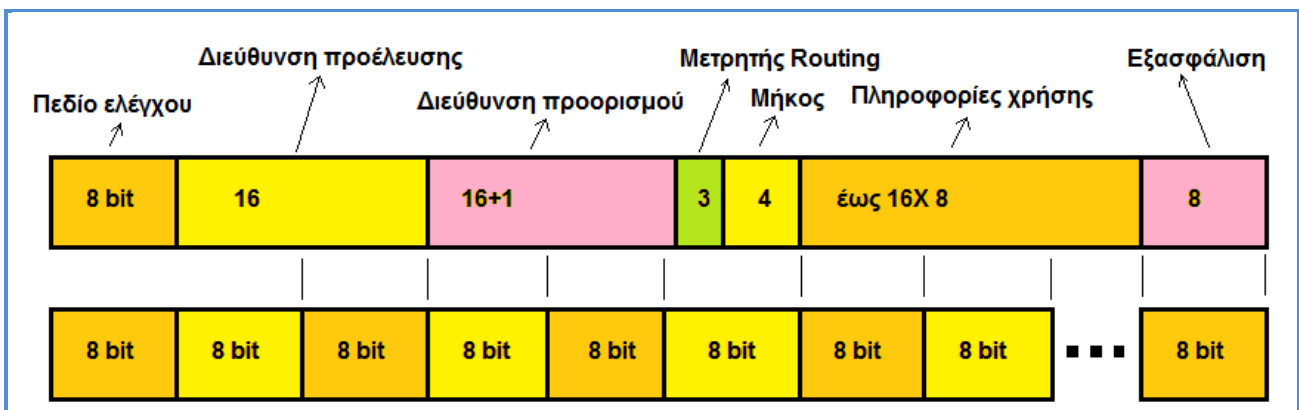 Διεύθυνση προέλευσης
Μετρητής Routing
Εξασφάλιση
Πεδίο ελέγχου
Διεύθυνση προορισμού
Μήκος
Πληροφορίες χρήσης
8 bit
16
16+1
3
4
έως 16X 8
8
8 bit
8 bit
8 bit
8 bit
8 bit
8 bit
8 bit
8 bit
8 bit